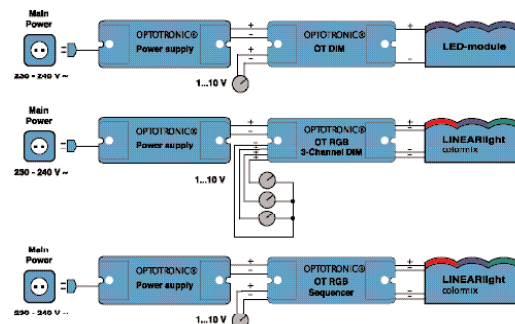 Main
Power
230 - 240 V ~
OPTOTRONIC®
Power supply
+
−
1...10 V
+
−
OPTOTRONIC®
OT DIM
+
−
LED-module
Main
Power
230 - 240 V ~
OPTOTRONIC®
Power supply
+
−
1...10 V
OPTOTRONIC®
OT RGB
3-Channel DIM
+
−
LINEARlight
colormix
Main
Power
230 - 240 V ~
OPTOTRONIC®
Power supply
+
−
1...10 V
+
−
OPTOTRONIC®
OT RGB
Sequencer
+
−
LINEARlight
colormix